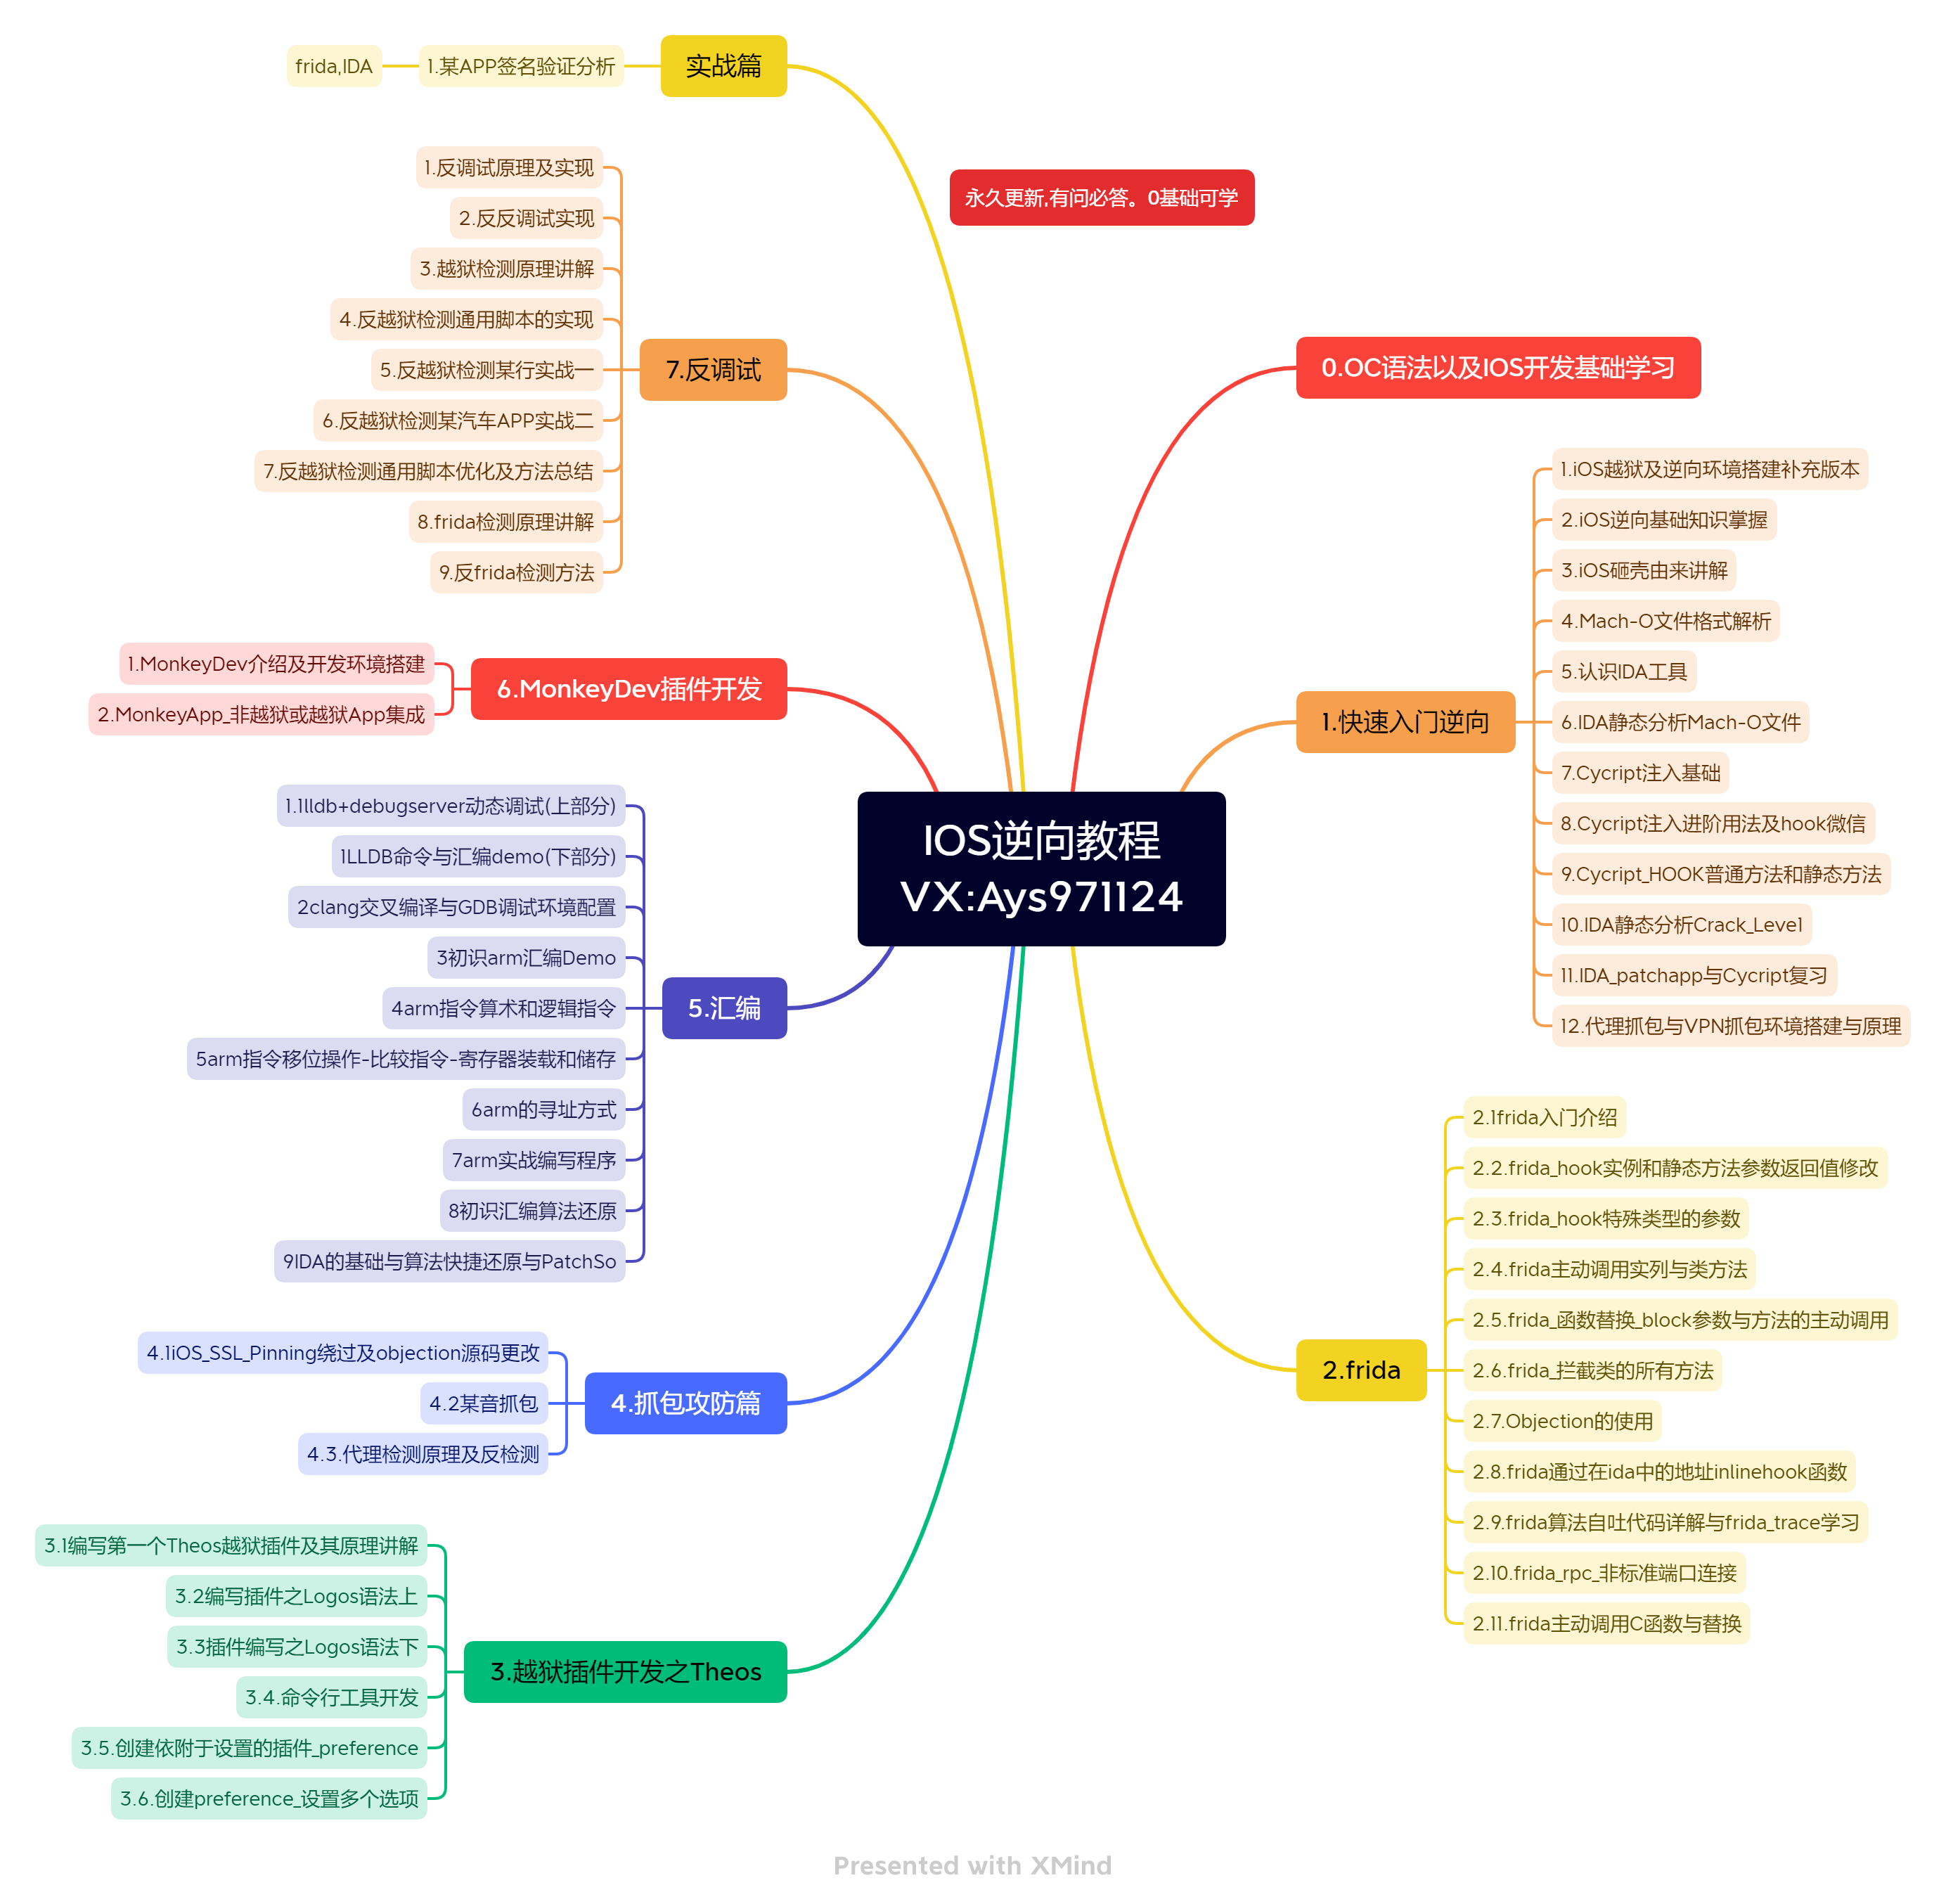 IOS逆向教程
VX:Ays971124
永久更新,有问必答。0基础可学
0.OC语法以及IOS开发基础学习
1.快速入门逆向
1.iOS越狱及逆向环境搭建补充版本
2.iOS逆向基础知识掌握
3.iOS砸壳由来讲解
4.Mach-O文件格式解析
5.认识IDA工具
6.IDA静态分析Mach-O文件
7.Cycript注入基础
8.Cycript注入进阶用法及hook微信
9.Cycript_HOOK普通方法和静态方法
10.IDA静态分析Crack_Level
11.IDA_patchapp与Cycript复习
12.代理抓包与VPN抓包环境搭建与原理
2.frida
2.1frida入门介绍
2.2.frida_hook实例和静态方法参数返回值修改
2.3.frida_hook特殊类型的参数
2.4.frida主动调用实列与类方法
2.5.frida_函数替换_block参数与方法的主动调用
2.6.frida_拦截类的所有方法
2.7.Objection的使用
2.8.frida通过在ida中的地址inlinehook函数
2.9.frida算法自吐代码详解与frida_trace学习
2.10.frida_rpc_非标准端口连接
2.11.frida主动调用C函数与替换
3.越狱插件开发之Theos
3.1编写第一个Theos越狱插件及其原理讲解
3.2编写插件之Logos语法上
3.3插件编写之Logos语法下
3.4.命令行工具开发
3.5.创建依附于设置的插件_preference
3.6.创建preference_设置多个选项
4.抓包攻防篇
4.1iOS_SSL_Pinning绕过及objection源码更改
4.2某音抓包
4.3.代理检测原理及反检测
5.汇编
1.1lldb+debugserver动态调试(上部分)
1LLDB命令与汇编demo(下部分)
2clang交叉编译与GDB调试环境配置
3初识arm汇编Demo
4arm指令算术和逻辑指令
5arm指令移位操作-比较指令-寄存器装载和储存
6arm的寻址方式
7arm实战编写程序
8初识汇编算法还原
9IDA的基础与算法快捷还原与PatchSo
6.MonkeyDev插件开发
1.MonkeyDev介绍及开发环境搭建
2.MonkeyApp_非越狱或越狱App集成
7.反调试
1.反调试原理及实现
2.反反调试实现
3.越狱检测原理讲解
4.反越狱检测通用脚本的实现
5.反越狱检测某行实战一
6.反越狱检测某汽车APP实战二
7.反越狱检测通用脚本优化及方法总结
8.frida检测原理讲解
9.反frida检测方法
实战篇
1.某APP签名验证分析
frida,IDA
Presented with XMind